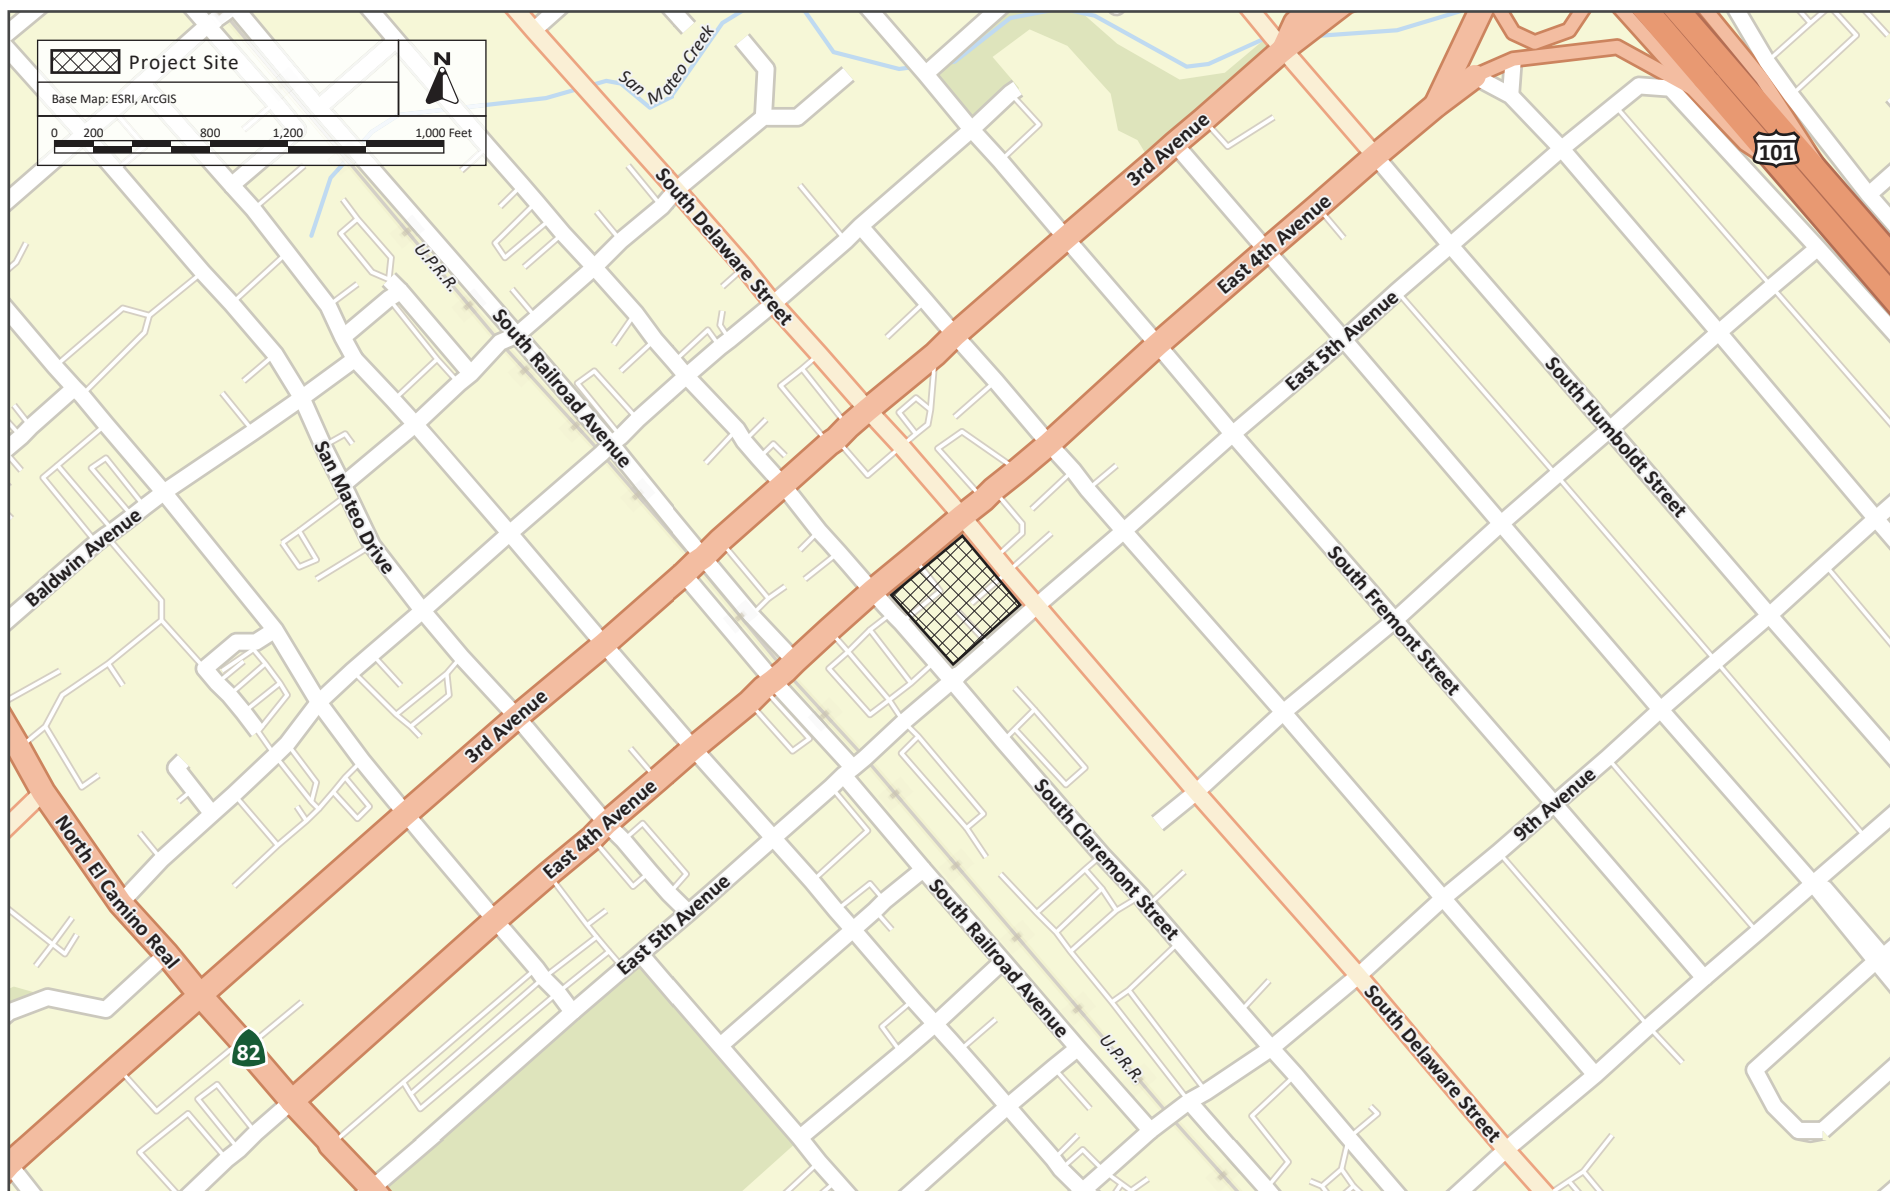 Project Site
N
Base Map: ESRI, ArcGIS
0 200 800 1,200 1,000 Feet
San Mateo Creek
101
3rd Avenue
South Delaware Street
East 4th Avenue
U.P.R.R.
South Railroad Avenue
East 5th Avenue
South Humboldt Street
San Mateo Drive
Baldwin Avenue
South Fremont Street
3rd Avenue
East 4th Avenue
South Claremont Street
9th Avenue
North El Camino Real
East 5th Avenue
South Railroad Avenue
82
U.P.R.R.
South Delaware Street